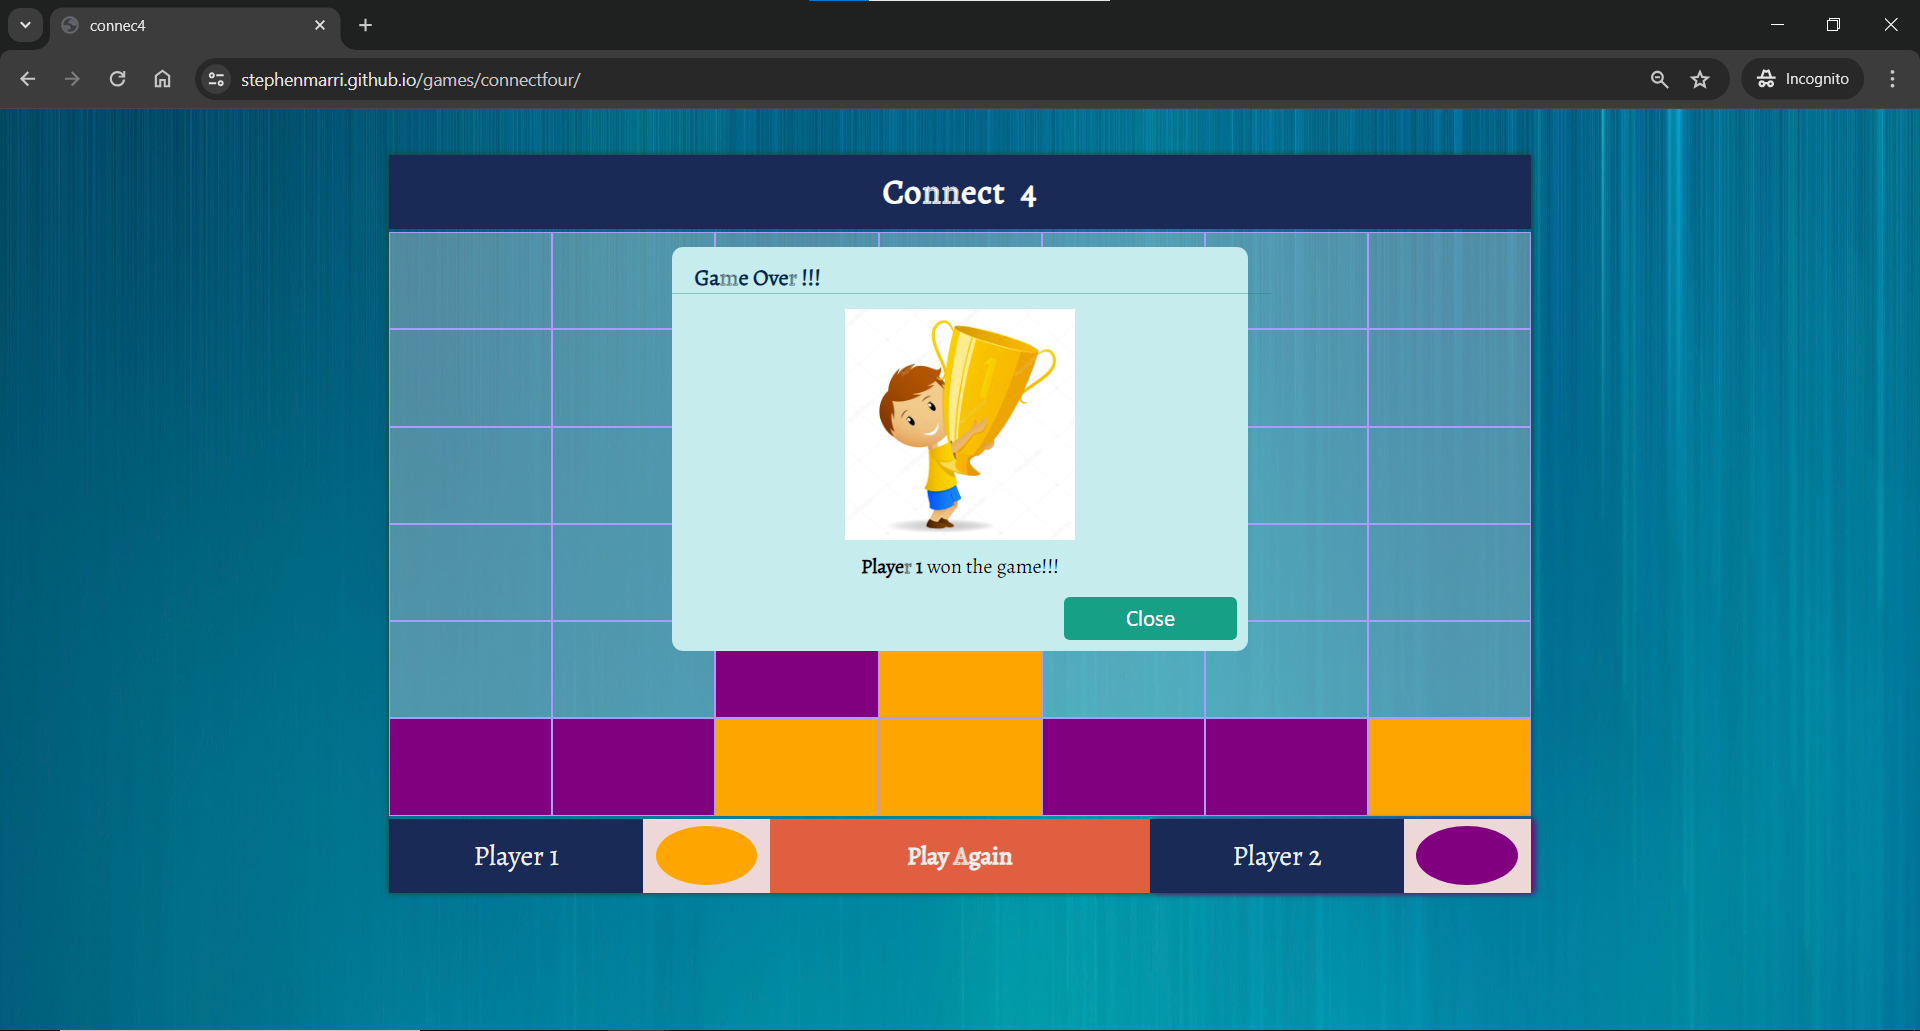 connec4
stephenmarri.github.io/games/connectfour/
Incognito
Connect 4
Game Over !!!
1
Player 1 won the game!!!
Close
Player 1
Play Again
Player 2